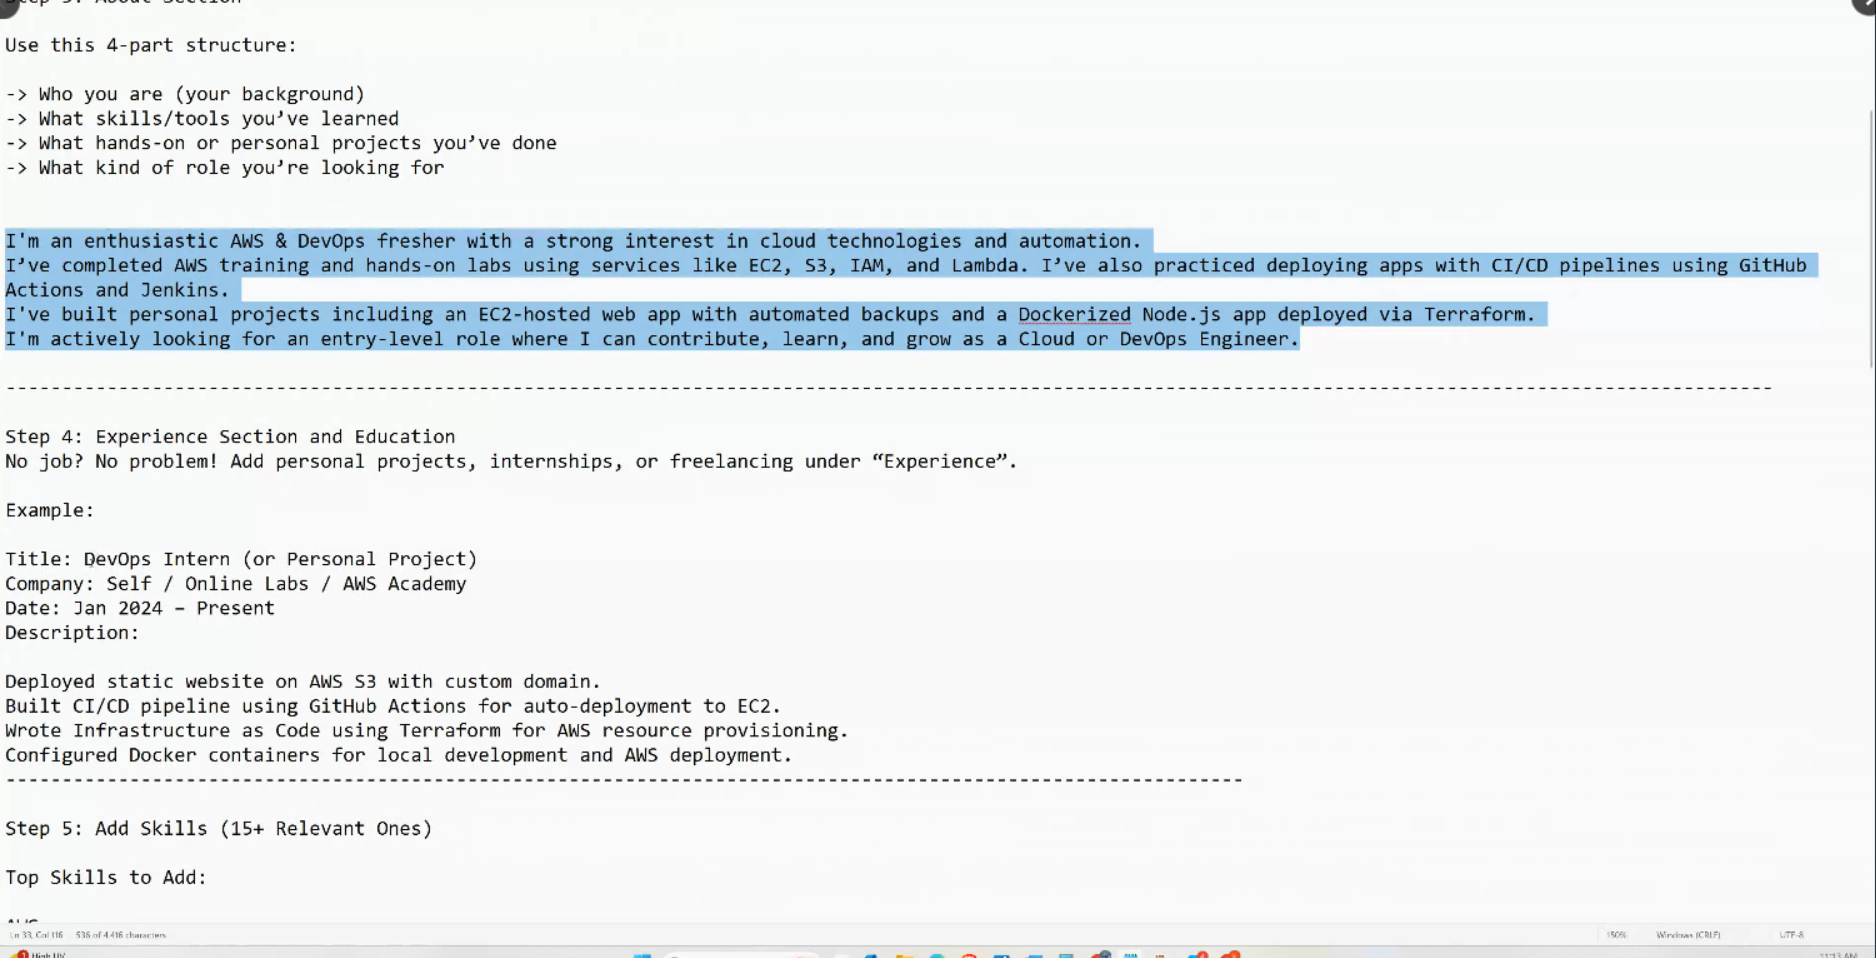 Step 3: About Section
Use this 4-part structure:
-> Who you are (your background)
-> What skills/tools you’ve learned
-> What hands-on or personal projects you’ve done
-> What kind of role you’re looking for
I'm an enthusiastic AWS & DevOps fresher with a strong interest in cloud technologies and automation.
I’ve completed AWS training and hands-on labs using services like EC2, S3, IAM, and Lambda. I’ve also practiced deploying apps with CI/CD pipelines using GitHub
Actions and Jenkins.
I've built personal projects including an EC2-hosted web app with automated backups and a Dockerized Node.js app deployed via Terraform.
I'm actively looking for an entry-level role where I can contribute, learn, and grow as a Cloud or DevOps Engineer.
-------------------------------------------------------------------------------------------------------------------------------------------------------------
Step 4: Experience Section and Education
No job? No problem! Add personal projects, internships, or freelancing under “Experience”.
Example:
Title: DevOps Intern (or Personal Project)
Company: Self / Online Labs / AWS Academy
Date: Jan 2024 – Present
Description:
Deployed static website on AWS S3 with custom domain.
Built CI/CD pipeline using GitHub Actions for auto-deployment to EC2.
Wrote Infrastructure as Code using Terraform for AWS resource provisioning.
Configured Docker containers for local development and AWS deployment.
--------------------------------------------------------------------------------------------------------------
Step 5: Add Skills (15+ Relevant Ones)
Top Skills to Add:
AWS
Ln 33, Col 116 536 of 4,416 characters 150% Windows (CRLF) UTF-8
High UV 11:13 AM